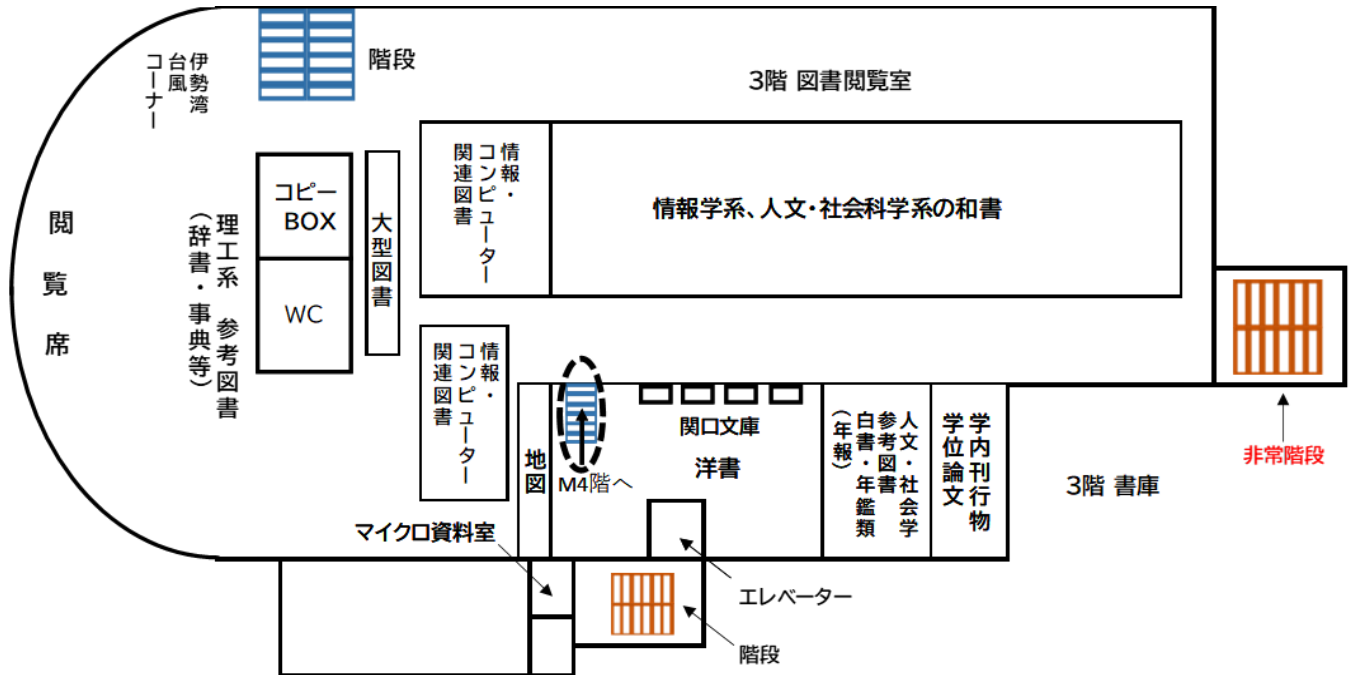 伊勢湾
台風
コーナー
階段
3階 図書閲覧室
閲覧席
理工系 参考図書
（辞書・事典等）
コピー
BOX
WC
大型図書
情報・
コンピューター
関連図書
情報学系、人文・社会科学系の和書
情報・
コンピューター
関連図書
地図
M4階へ
関口文庫
洋書
人文・社会学
参考図書
白書・年鑑類
（年報）
学内刊行物
学位論文
3階 書庫
非常階段
マイクロ資料室
エレベーター
階段